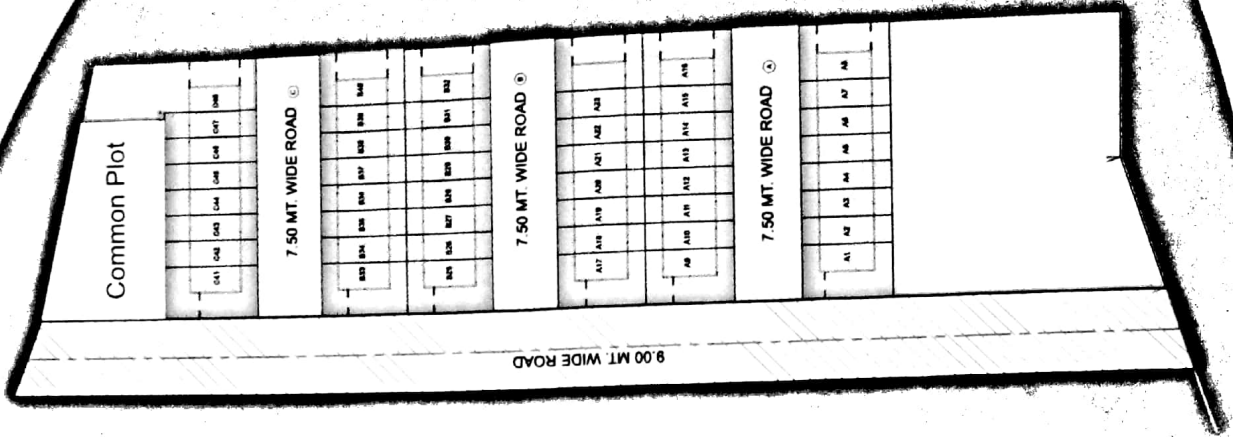 Common Plot
C48
C47
C46
C45
C44
C43
C42
C41
7.50 MT. WIDE ROAD C
B40
B39
B38
B37
B36
B35
B34
B33
B32
B31
B30
B29
B28
B27
B26
B25
7.50 MT. WIDE ROAD B
A23
A22
A21
A20
A19
A18
A17
A16
A15
A14
A13
A12
A11
A10
A9
7.50 MT. WIDE ROAD A
A8
A7
A6
A5
A4
A3
A2
A1
9.00 MT. WIDE ROAD